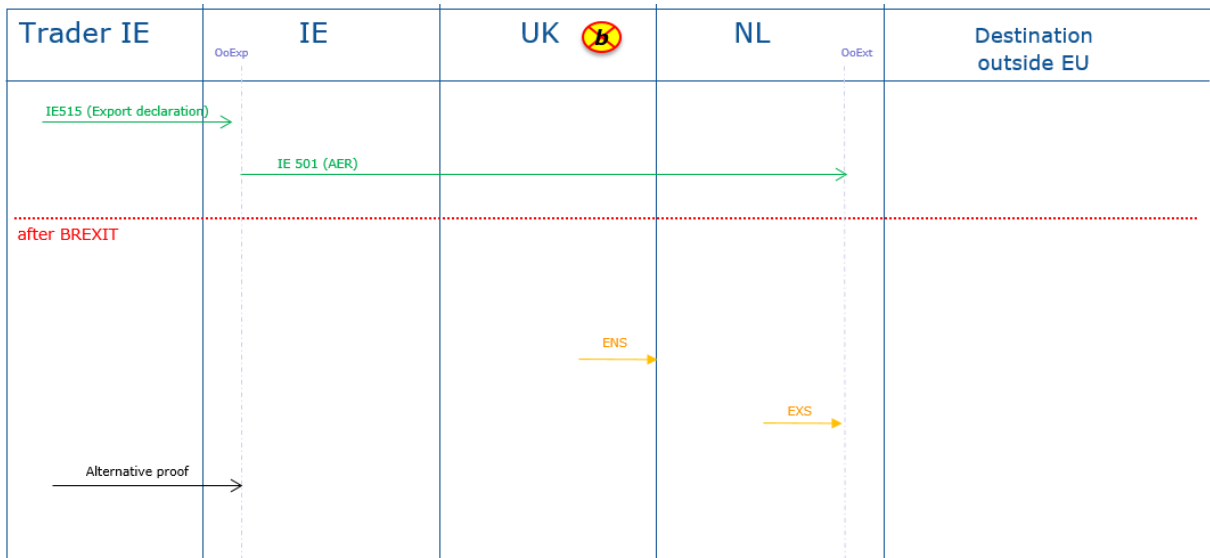 Trader IE
IE
UK
b
NL
Destination
outside EU
OoExp
OoExt
IE515 (Export declaration)
IE 501 (AER)
after BREXIT
ENS
EXS
Alternative proof